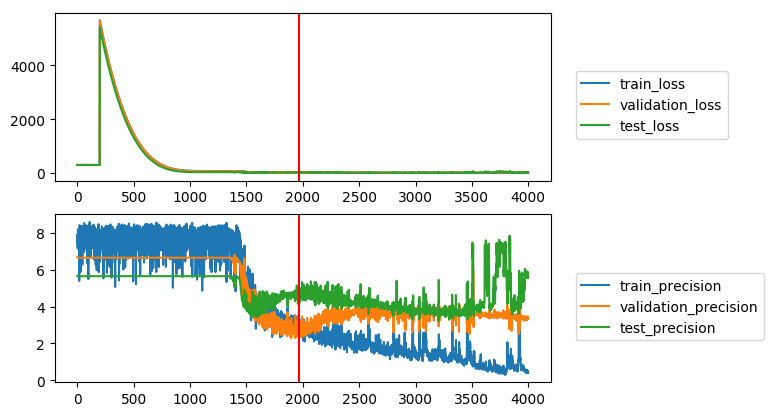 4000
2000
0
0 500 1000 1500 2000 2500 3000 3500 4000
train_loss
validation_loss
test_loss
8
6
4
2
0
0 500 1000 1500 2000 2500 3000 3500 4000
train_precision
validation_precision
test_precision